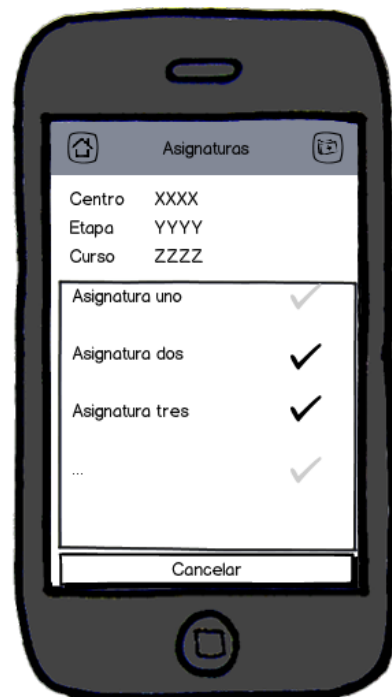 Asignaturas
Centro XXXX
Etapa YYYY
Curso ZZZZ
Asignatura uno
Asignatura dos
Asignatura tres
...
Cancelar